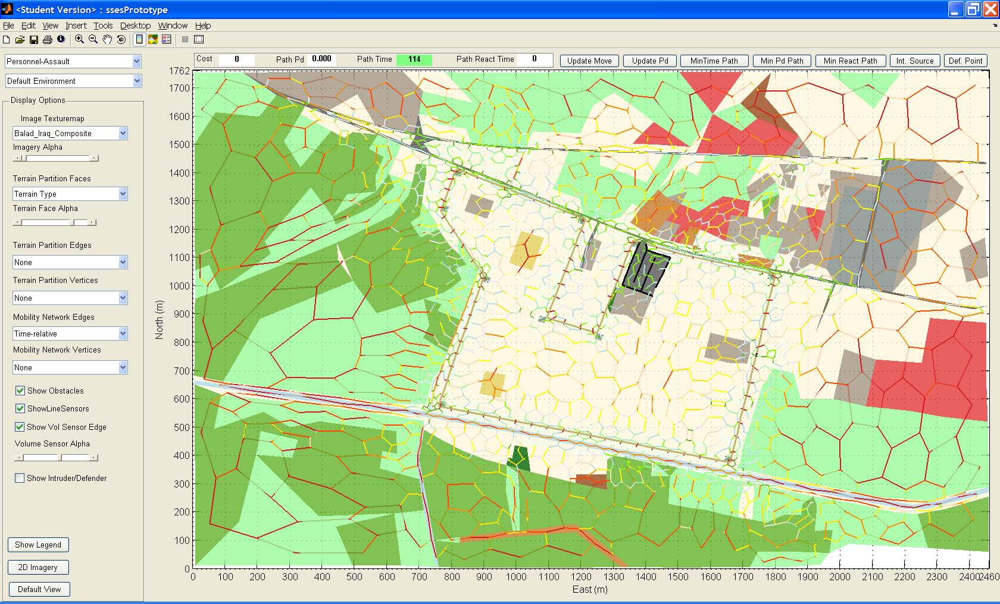 <Student Version> : ssesPrototype
File Edit View Insert Tools Desktop Window Help
Personnel-Assault
Default Environment
Display Options
Image Texturemap
Balad_Iraq_Composite
Imagery Alpha
Terrain Partition Faces
Terrain Type
Terrain Face Alpha
Terrain Partition Edges
None
Terrain Partition Vertices
None
Mobility Network Edges
Time-relative
Mobility Network Vertices
None
Show Obstacles
ShowLineSensors
Show Vol Sensor Edge
Volume Sensor Alpha
Show Intruder/Defender
Show Legend
2D Imagery
Default View
Cost 0 Path Pd 0.000 Path Time 114 Path React Time 0
Update Move Update Pd MinTime Path Min Pd Path Min React Path Int. Source Def. Point
1762
1700
1600
1500
1400
1300
1200
1100
1000
900
800
700
600
500
400
300
200
100
0
North (m)
0 100 200 300 400 500 600 700 800 900 1000 1100 1200 1300 1400 1500 1600 1700 1800 1900 2000 2100 2200 2300 2400 2460
East (m)